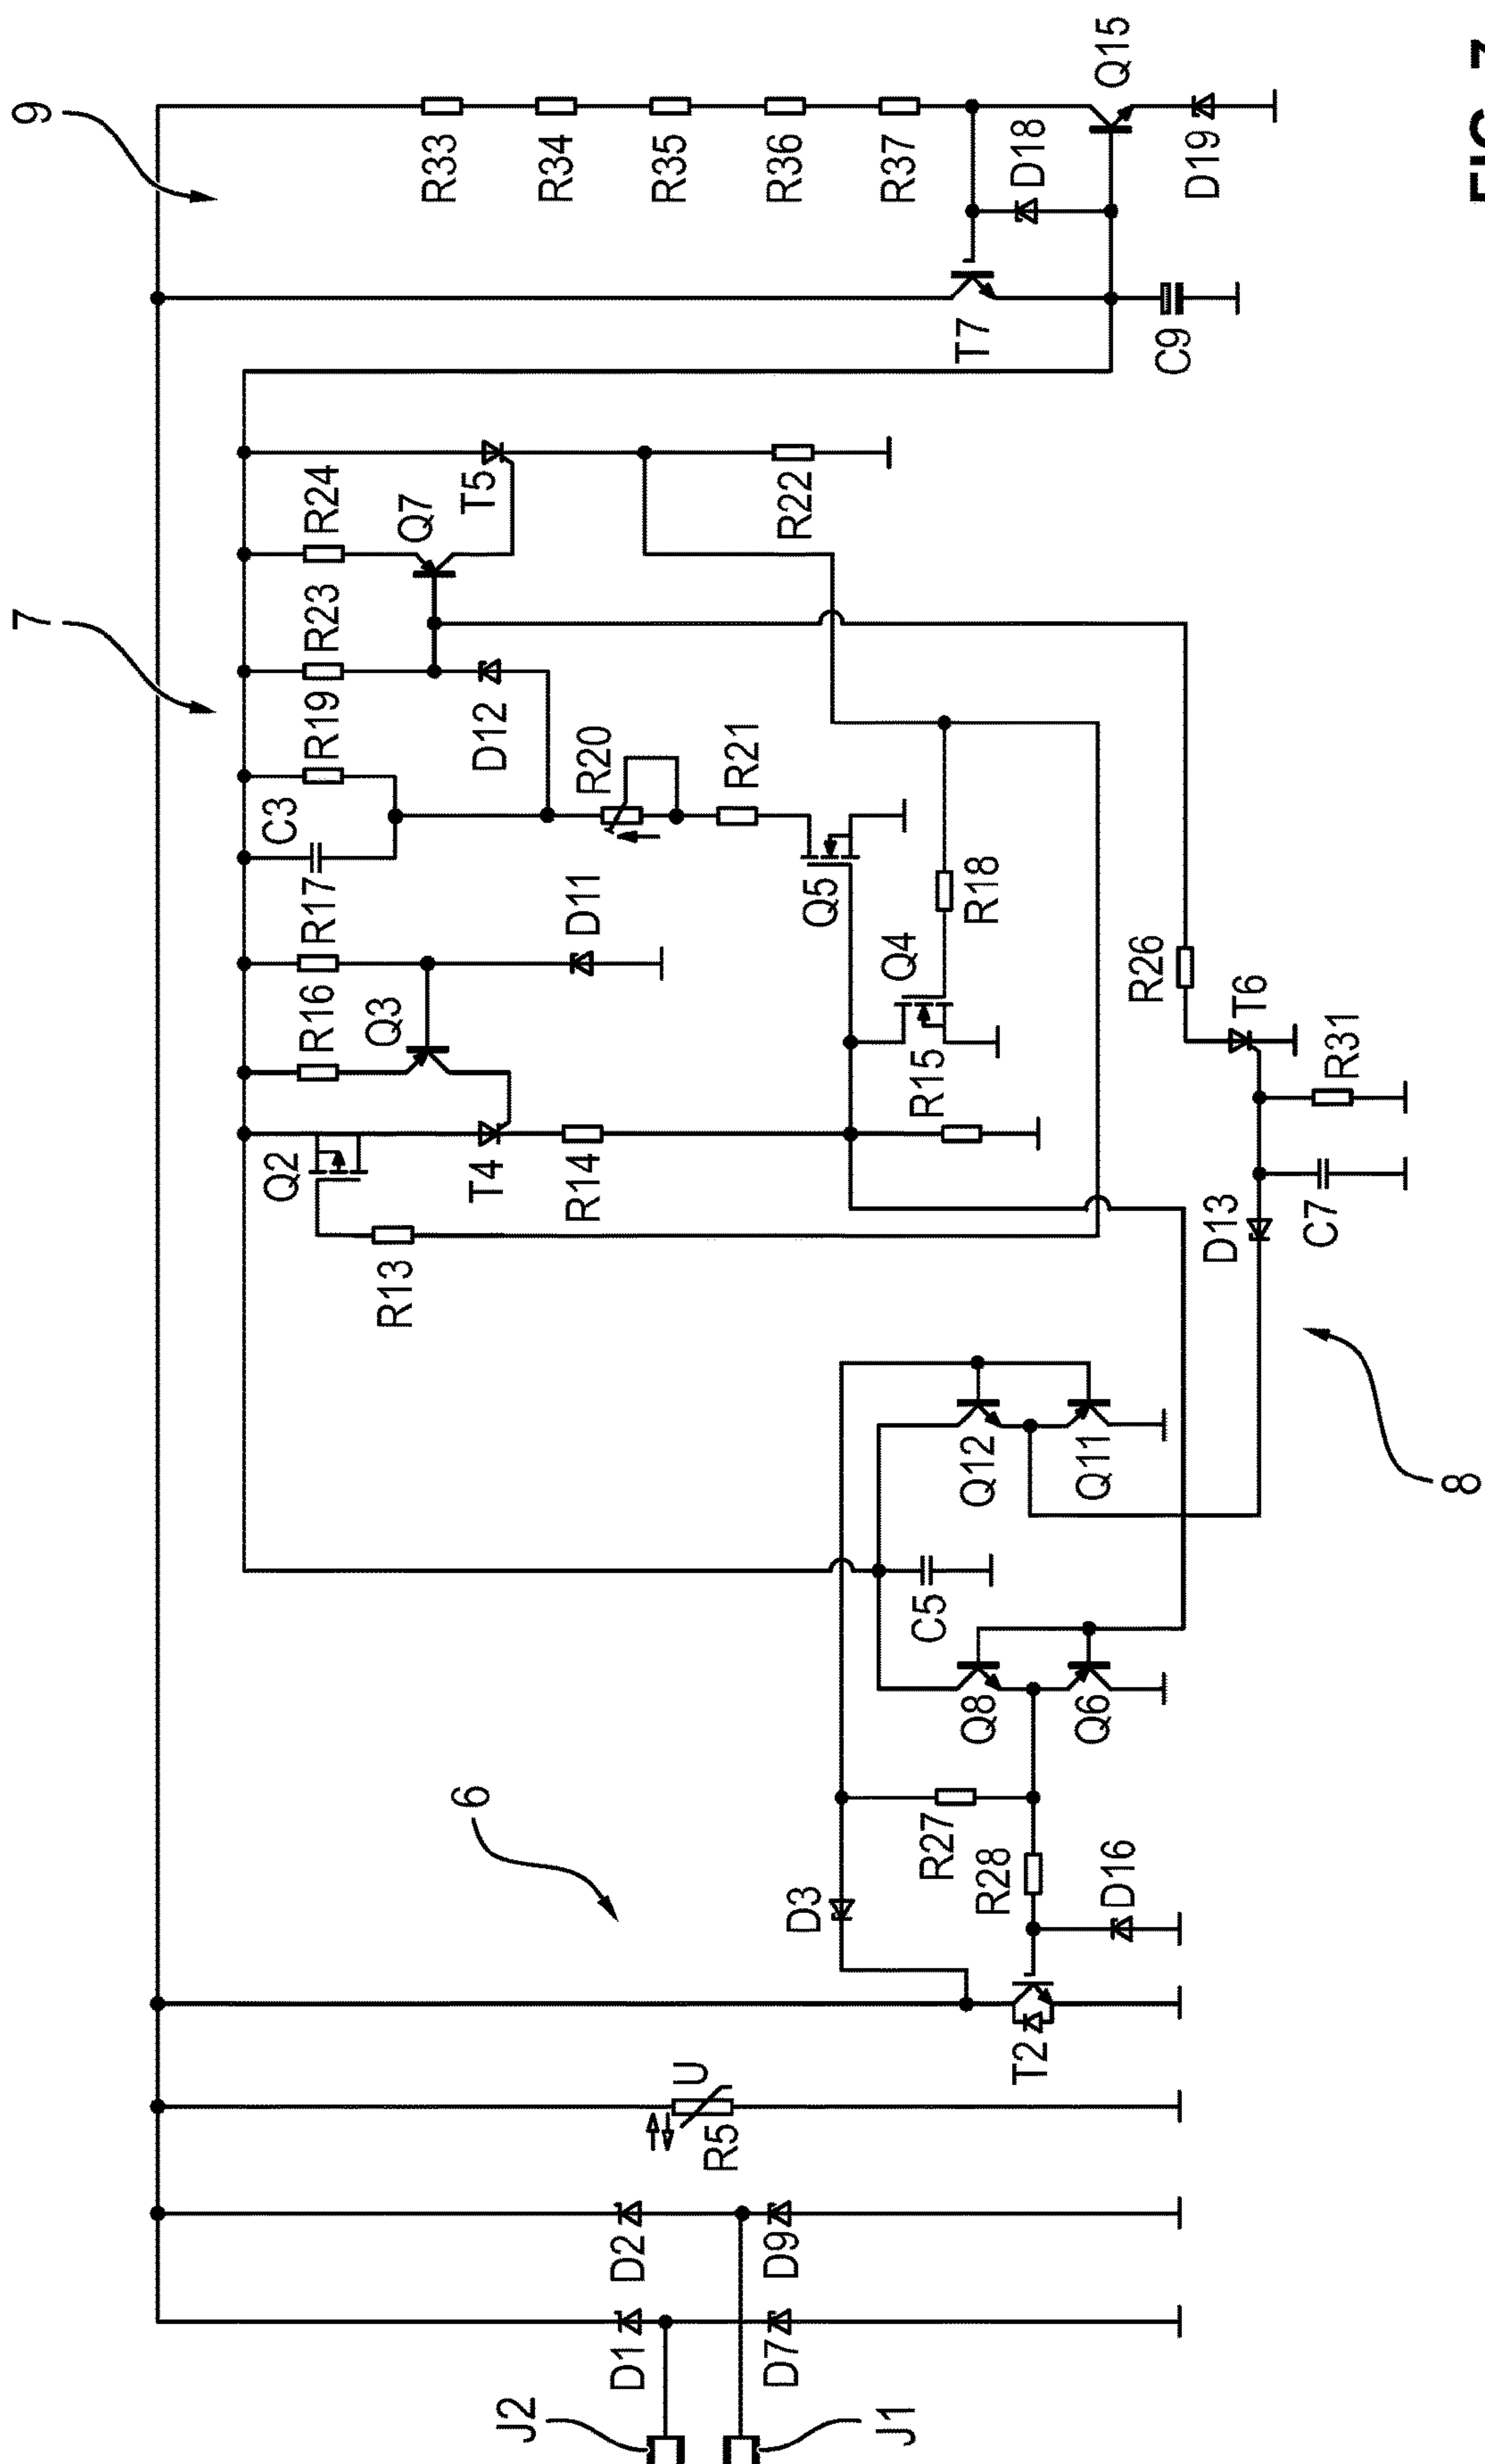 7
9
Q2
C3
R16
R17
R19
R23
R24
R13
Q3
Q7
R33
6
T4
T5
D12
J2
R14
D11
R20
R34
D1
D2
U
R5
R21
R35
D3
Q5
R22
R36
D7
D9
J1
Q4
R37
R27
C5
R15
R18
T7
R28
Q8
Q12
D18
T2
D16
Q6
Q11
R26
Q15
C9
D19
D13
T6
C7
R31
8